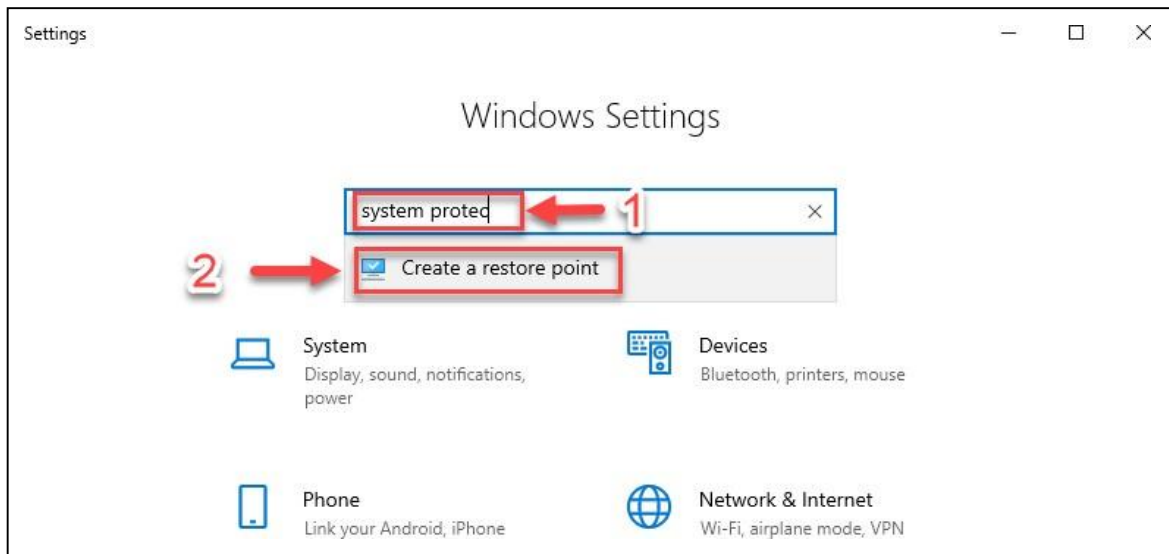 Settings
Windows Settings
system protec
1
2
Create a restore point
System
Display, sound, notifications,
power
Devices
Bluetooth, printers, mouse
Phone
Link your Android, iPhone
Network & Internet
Wi-Fi, airplane mode, VPN